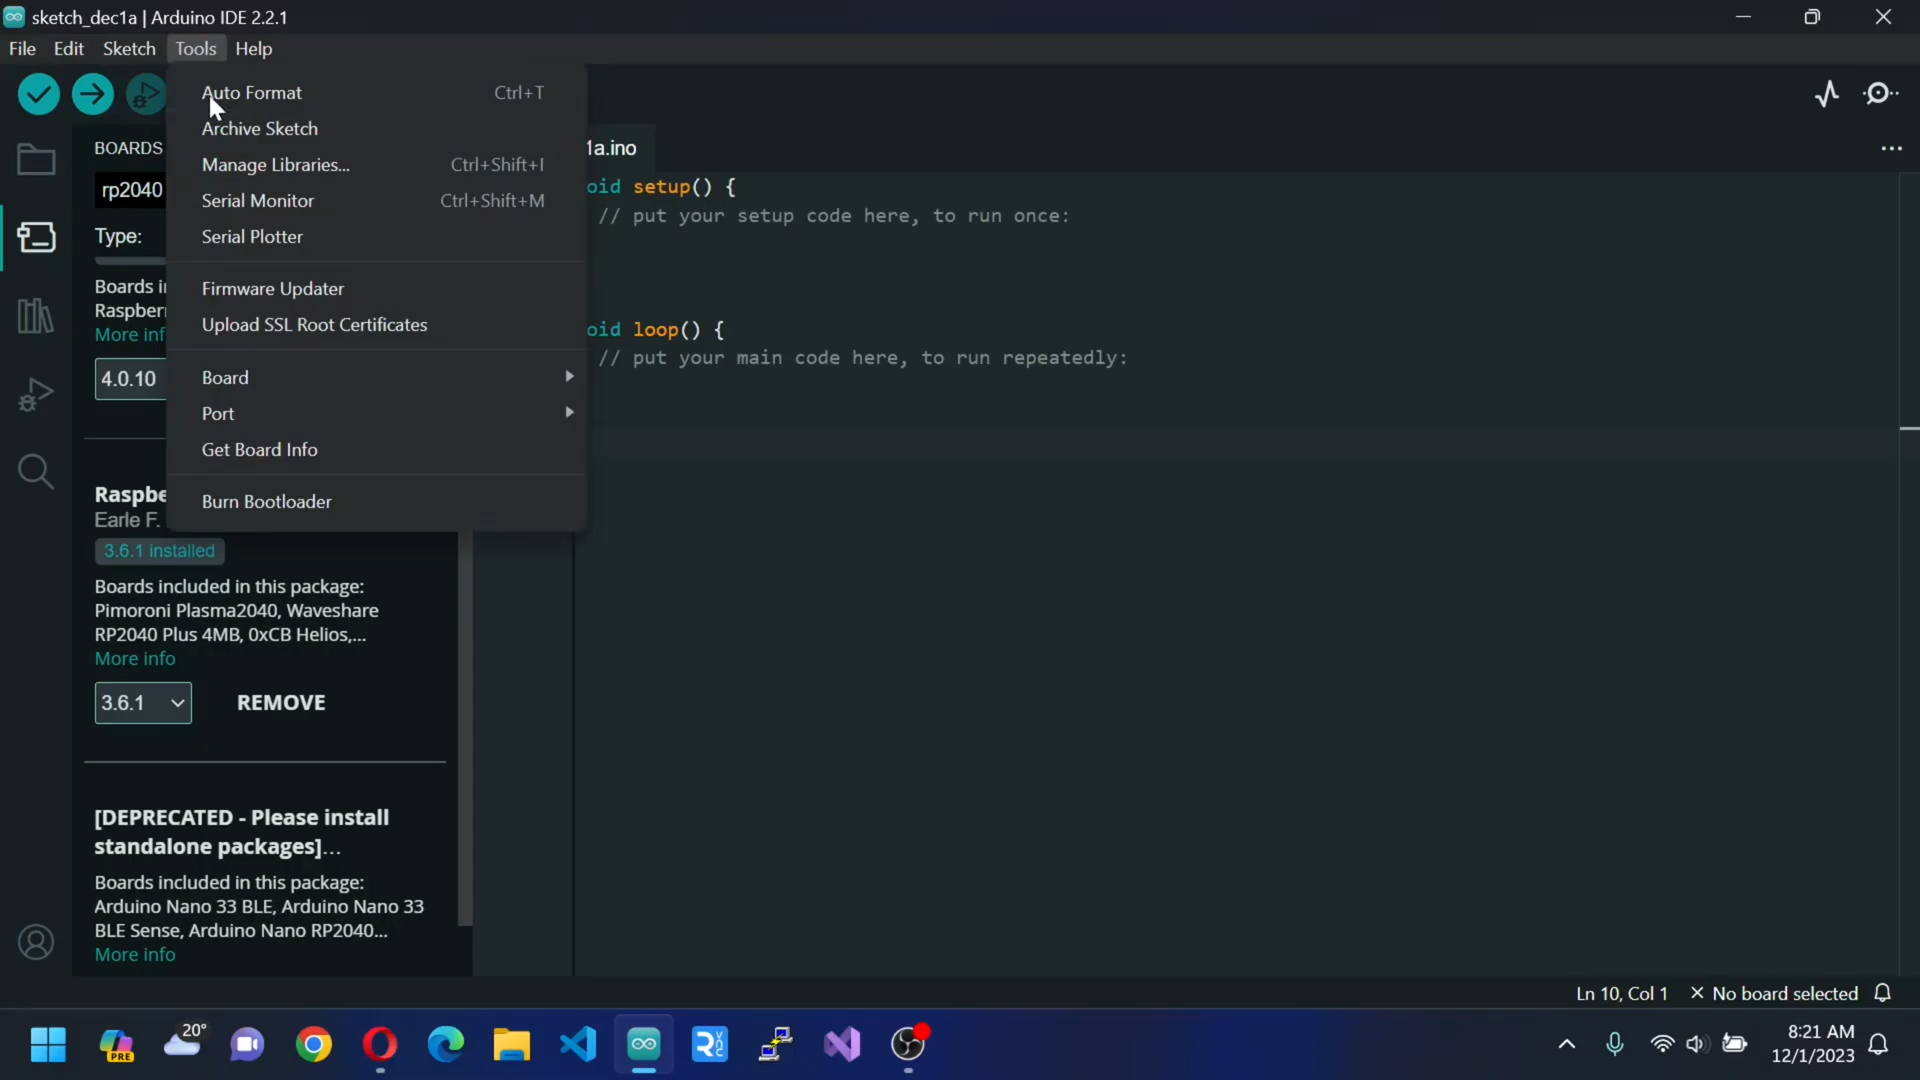 sketch_dec1a | Arduino IDE 2.2.1
File Edit Sketch Tools Help
Auto Format Ctrl+T
Archive Sketch
Manage Libraries... Ctrl+Shift+I
Serial Monitor Ctrl+Shift+M
Serial Plotter
Firmware Updater
Upload SSL Root Certificates
Board
Port
Get Board Info
Burn Bootloader
BOARDS
rp2040
Type:
Boards i
Raspber
More inf
4.0.10
Raspbe
Earle F.
3.6.1 installed
Boards included in this package:
Pimoroni Plasma2040, Waveshare
RP2040 Plus 4MB, 0xCB Helios,...
More info
3.6.1 REMOVE
[DEPRECATED - Please install
standalone packages]...
Boards included in this package:
Arduino Nano 33 BLE, Arduino Nano 33
BLE Sense, Arduino Nano RP2040...
More info
1a.ino
oid setup() {
// put your setup code here, to run once:
oid loop() {
// put your main code here, to run repeatedly:
Ln 10, Col 1 × No board selected
20°
PRE
8:21 AM
12/1/2023